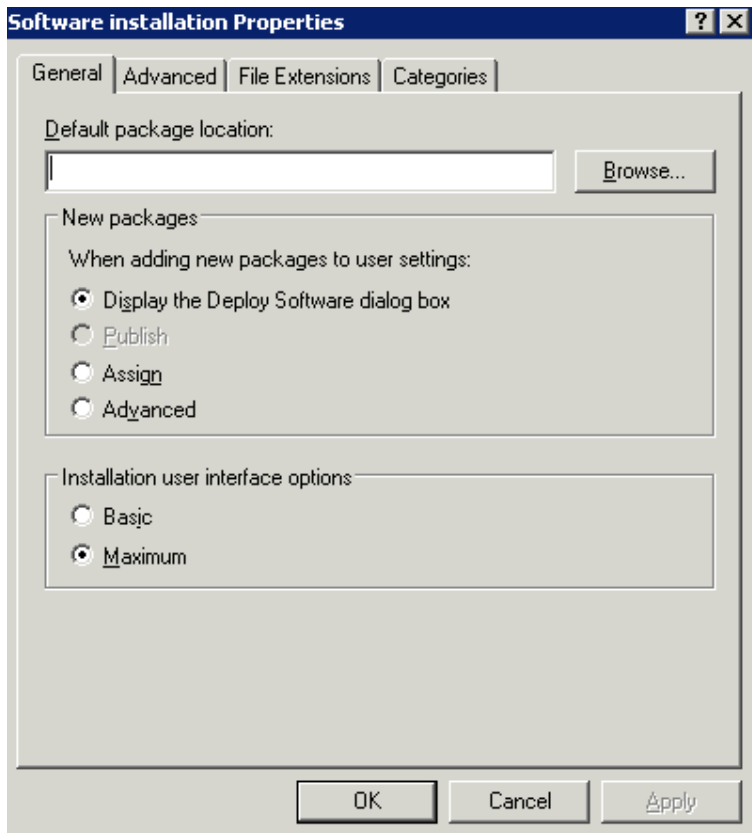 Software installation Properties
General Advanced File Extensions Categories
Default package location:
Browse...
New packages
When adding new packages to user settings:
Display the Deploy Software dialog box
Publish
Assign
Advanced
Installation user interface options
Basic
Maximum
OK Cancel Apply